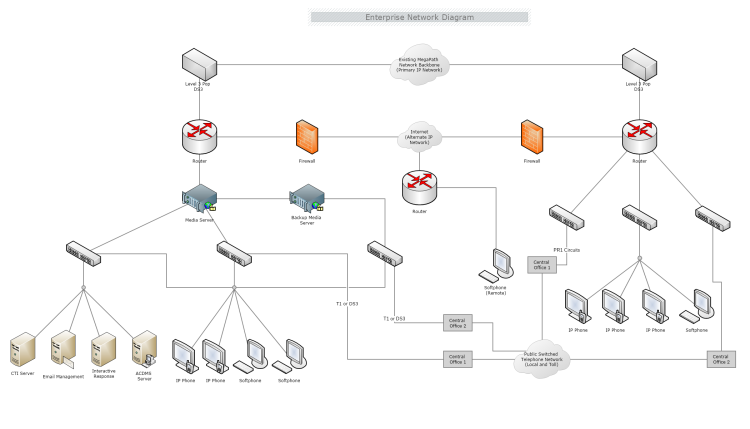 Enterprise Network Diagram
Existing MegaPath
Network Backbone
(Primary IP Network)
Level 3 Pop
DS3
Level 3 Pop
DS3
Internet
(Alternate IP
Network)
Router
Firewall
Firewall
Router
Router
Media Server
Backup Media
Server
PR1 Circuits
Central
Office 3
Softphone
(Remote)
T1 or DS3
T1 or DS3
Central
Office 2
IP Phone
IP Phone
IP Phone
Softphone
Central
Office 1
Public Switched
Telephone Network
(Local and Toll)
Central
Office 2
CTI Server
Email Management
Interactive
Response
ACDMS
Server
IP Phone
IP Phone
Softphone
Softphone